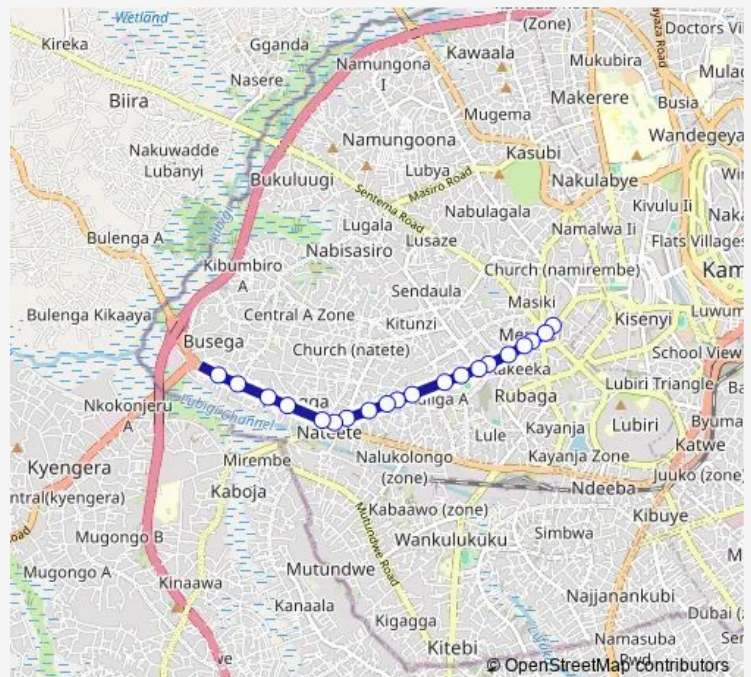 Wetland
(Zone)
Kireka
Gganda
Doctors Vi
Namungona
I
Kawaala
Mukubira
Nasere
Biira
Makerere
Busia
Mugema
Wandegeya
Nakuwadde
Lubanyi
Namungoona
Kasubi
Lubya
Bukuluugi
Masiro Road
Nakulabye
Sentema Road
Kivulu Ii
Nabulagala
Lugala
Namalwa Ii
Bulenga A
Lusaze
Flats Villages
Nabisasiro
Kibumbiro
A
Church (namirembe)
Kam
Sendaula
Masiki
Bulenga Kikaaya
Central A Zone
Kitunzi
Kisenyi
Luwum
Busega
Church (natete)
School View
Lubiri Triangle
Rubaga
Nkokonjeru
A
Lubigi Channel
Kayanja
Lubiri
Byuma
Nateete
Lule
Katwe
Mirembe
Nalukolongo
(zone)
Kayanja Zone
Kyengera
Juuko (zone
ntral(kyengera)
Kaboja
Ndeeba
Kabaawo (zone)
Kibuye
Mugongo B
Mutundwe Road
Wankulukuku
Simbwa
Mugongo A
Mutundwe
Kinaawa
Najjanankubi
Kanaala
Kigagga
Dubai (
Namasuba
Kitebi
© OpenStreetMap contributors